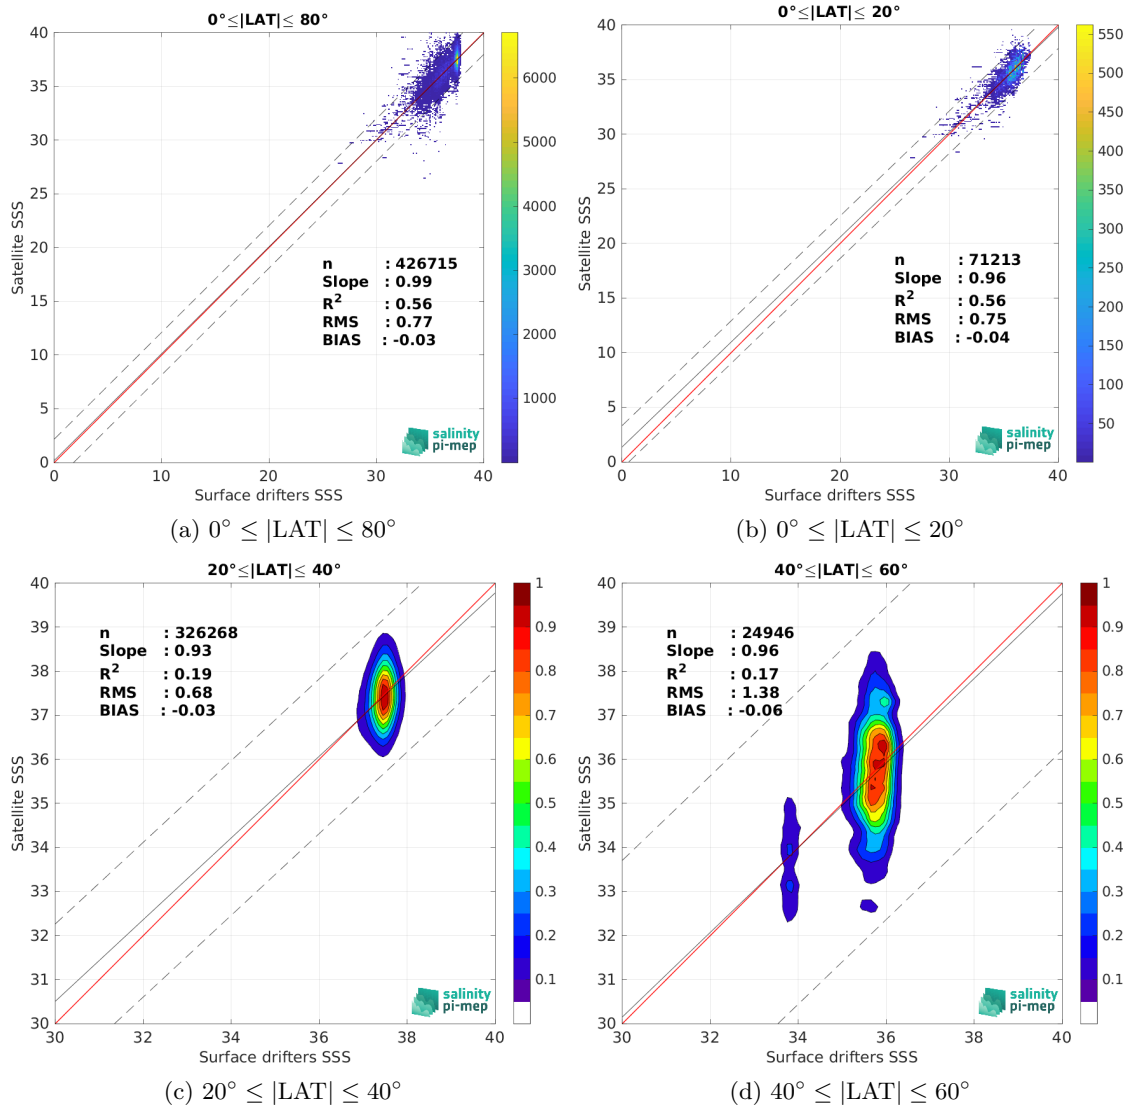 0°≤|LAT|≤ 80°
40
35
30
25
20
15
10
5
0
Satellite SSS
n : 426715
Slope : 0.99
R² : 0.56
RMS : 0.77
BIAS : -0.03
salinity
pi-mep
0 10 20 30 40
Surface drifters SSS
6000
5000
4000
3000
2000
1000
(a) 0° ≤ |LAT| ≤ 80°
0°≤|LAT|≤ 20°
40
35
30
25
20
15
10
5
0
Satellite SSS
n : 71213
Slope : 0.96
R² : 0.56
RMS : 0.75
BIAS : -0.04
salinity
pi-mep
0 10 20 30 40
Surface drifters SSS
550
500
450
400
350
300
250
200
150
100
50
(b) 0° ≤ |LAT| ≤ 20°
20°≤|LAT|≤ 40°
40
39
38
37
36
35
34
33
32
31
30
Satellite SSS
n : 326268
Slope : 0.93
R² : 0.19
RMS : 0.68
BIAS : -0.03
salinity
pi-mep
30 32 34 36 38 40
Surface drifters SSS
1
0.9
0.8
0.7
0.6
0.5
0.4
0.3
0.2
0.1
(c) 20° ≤ |LAT| ≤ 40°
40°≤|LAT|≤ 60°
40
39
38
37
36
35
34
33
32
31
30
Satellite SSS
n : 24946
Slope : 0.96
R² : 0.17
RMS : 1.38
BIAS : -0.06
salinity
pi-mep
30 32 34 36 38 40
Surface drifters SSS
1
0.9
0.8
0.7
0.6
0.5
0.4
0.3
0.2
0.1
(d) 40° ≤ |LAT| ≤ 60°